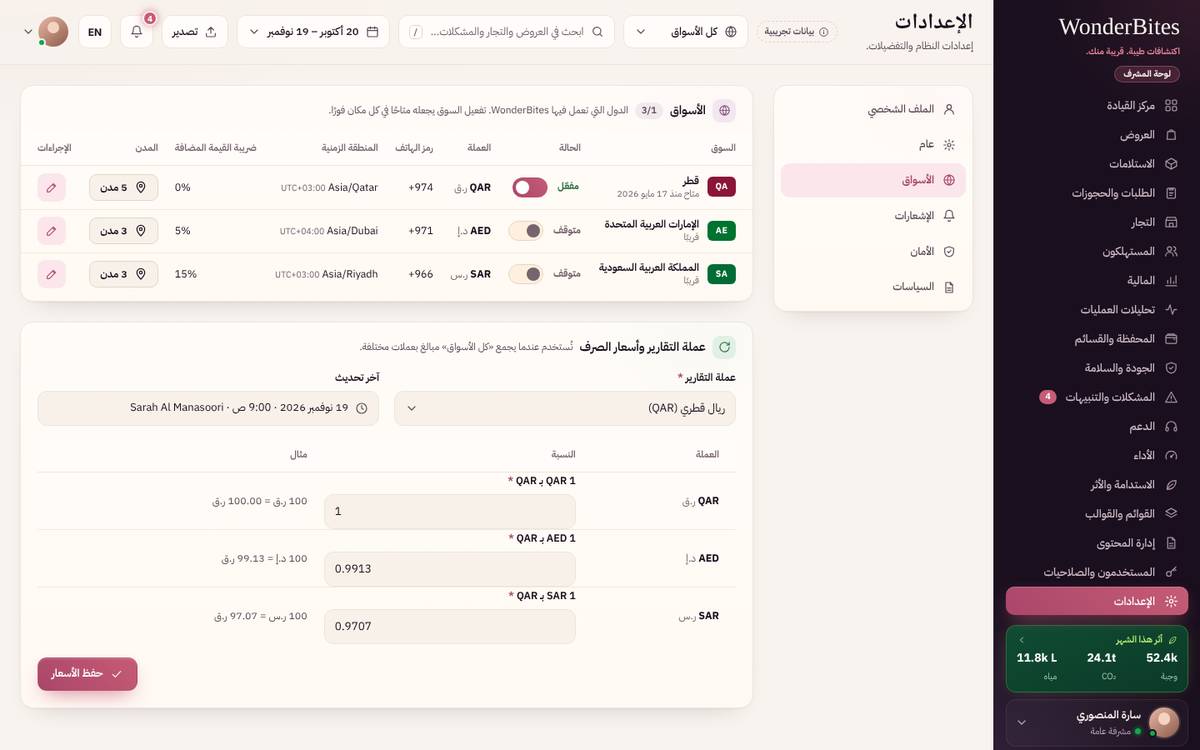 WonderBites
اكتشافات طيبة. قريبة منك.
لوحة المشرف
مركز القيادة
العروض
الاستلامات
الطلبات والحجوزات
التجار
المستهلكون
المالية
تحليلات العمليات
المحفظة والقسائم
الجودة والسلامة
المشكلات والتنبيهات 4
الدعم
الأداء
الاستدامة والأثر
القوائم والقوالب
إدارة المحتوى
المستخدمون والصلاحيات
الإعدادات
أثر هذا الشهر
52.4k 24.1t 11.8k L
وجبة CO₂ مياه
سارة المنصوري
مشرفة عامة
الإعدادات
إعدادات النظام والتفضيلات.
بيانات تجريبية
كل الأسواق
ابحث في العروض والتجار والمشكلات... /
20 أكتوبر – 19 نوفمبر
تصدير
4
EN
الملف الشخصي
عام
الأسواق
الإشعارات
الأمان
السياسات
الأسواق 3/1 الدول التي تعمل فيها WonderBites. تفعيل السوق يجعله متاحًا في كل مكان فورًا.
السوق الحالة العملة رمز الهاتف المنطقة الزمنية ضريبة القيمة المضافة المدن الإجراءات
QA قطر مفعّل QAR ر.ق +974 Asia/Qatar UTC+03:00 0% 5 مدن
متاح منذ 17 مايو 2026
AE الإمارات العربية المتحدة متوقف AED د.إ +971 Asia/Dubai UTC+04:00 5% 3 مدن
قريبًا
SA المملكة العربية السعودية متوقف SAR ر.س +966 Asia/Riyadh UTC+03:00 15% 3 مدن
قريبًا
عملة التقارير وأسعار الصرف تُستخدم عندما يجمع «كل الأسواق» مبالغ بعملات مختلفة.
عملة التقارير * آخر تحديث
ريال قطري (QAR) 19 نوفمبر 2026 · 9:00 ص · Sarah Al Manasoori
العملة النسبة مثال
1 QAR بـ QAR *
QAR ر.ق 1 100 ر.ق = 100.00 ر.ق
1 AED بـ QAR *
AED د.إ 0.9913 100 د.إ = 99.13 ر.ق
1 SAR بـ QAR *
SAR ر.س 0.9707 100 ر.س = 97.07 ر.ق
حفظ الأسعار